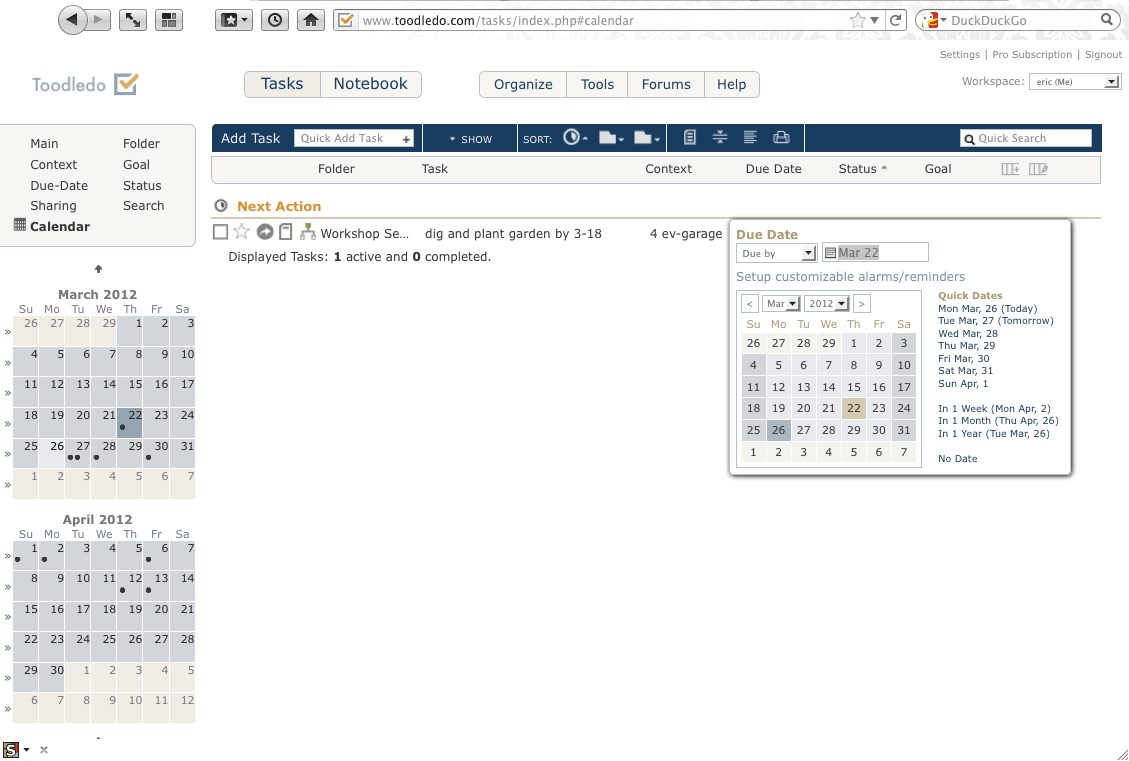 www.toodledo.com/tasks/index.php#calendar
DuckDuckGo
Settings | Pro Subscription | Signout
Toodledo
Tasks Notebook
Organize Tools Forums Help
Workspace: eric (Me)
Main Folder
Context Goal
Due-Date Status
Sharing Search
Calendar
Add Task Quick Add Task + SHOW SORT: Quick Search
Folder Task Context Due Date Status Goal
Next Action
Workshop Se... dig and plant garden by 3-18 4 ev-garage
Displayed Tasks: 1 active and 0 completed.
Due Date
Due by Mar 22
Setup customizable alarms/reminders
< Mar 2012 >
Su Mo Tu We Th Fr Sa
26 27 28 29 1 2 3
4 5 6 7 8 9 10
11 12 13 14 15 16 17
18 19 20 21 22 23 24
25 26 27 28 29 30 31
1 2 3 4 5 6 7
Quick Dates
Mon Mar, 26 (Today)
Tue Mar, 27 (Tomorrow)
Wed Mar, 28
Thu Mar, 29
Fri Mar, 30
Sat Mar, 31
Sun Apr, 1
In 1 Week (Mon Apr, 2)
In 1 Month (Thu Apr, 26)
In 1 Year (Tue Mar, 26)
No Date
March 2012
Su Mo Tu We Th Fr Sa
» 26 27 28 29 1 2 3
» 4 5 6 7 8 9 10
» 11 12 13 14 15 16 17
» 18 19 20 21 22 23 24
» 25 26 27 28 29 30 31
» 1 2 3 4 5 6 7
April 2012
Su Mo Tu We Th Fr Sa
» 1 2 3 4 5 6 7
» 8 9 10 11 12 13 14
» 15 16 17 18 19 20 21
» 22 23 24 25 26 27 28
» 29 30 1 2 3 4 5
» 6 7 8 9 10 11 12
S